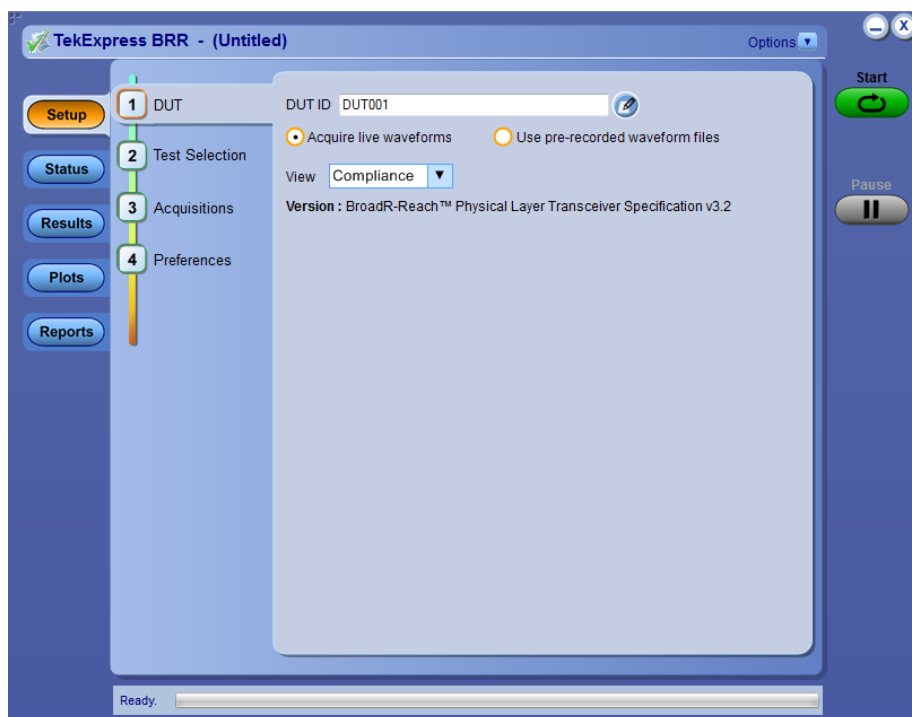 TekExpress BRR - (Untitled)
Options
Start
Pause
Setup
Status
Results
Plots
Reports
1 DUT
2 Test Selection
3 Acquisitions
4 Preferences
DUT ID DUT001
Acquire live waveforms Use pre-recorded waveform files
View Compliance
Version : BroadR-Reach™ Physical Layer Transceiver Specification v3.2
Ready.